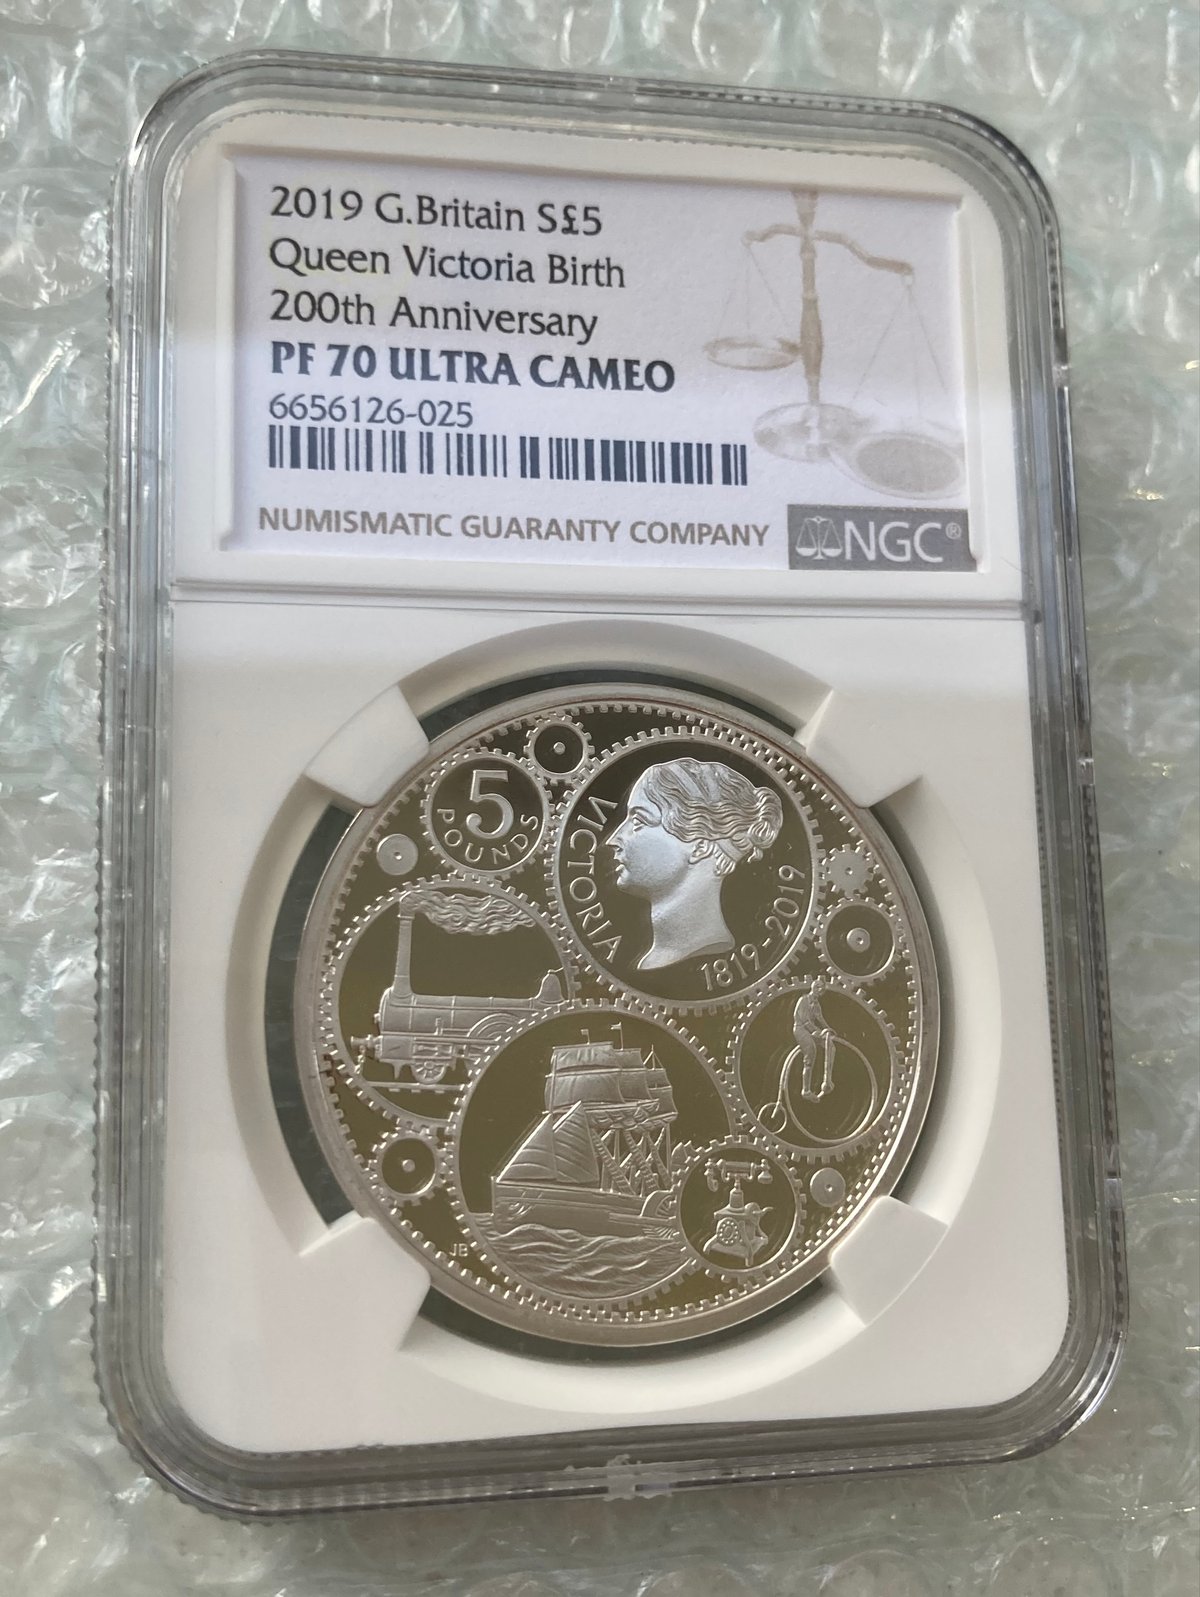 2019 G.Britain S£5
Queen Victoria Birth
200th Anniversary
PF 70 ULTRA CAMEO
6656126-025
NUMISMATIC GUARANTY COMPANY
NGC®
5
POUNDS
VICTORIA
1819-2019
JB